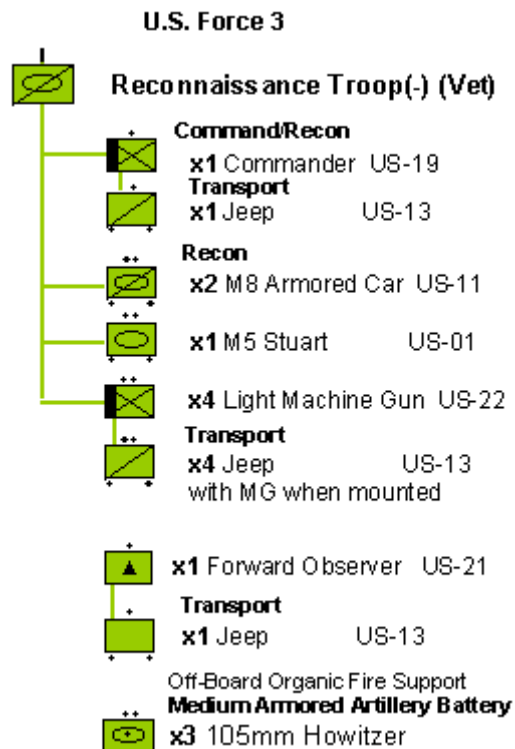 U.S. Force 3
Reconnaissance Troop(-) (Vet)
Command/Recon
x1 Commander US-19
Transport
x1 Jeep US-13
Recon
x2 M8 Armored Car US-11
x1 M5 Stuart US-01
x4 Light Machine Gun US-22
Transport
x4 Jeep US-13
with MG when mounted
x1 Forward Observer US-21
Transport
x1 Jeep US-13
Off-Board Organic Fire Support
Medium Armored Artillery Battery
x3 105mm Howitzer